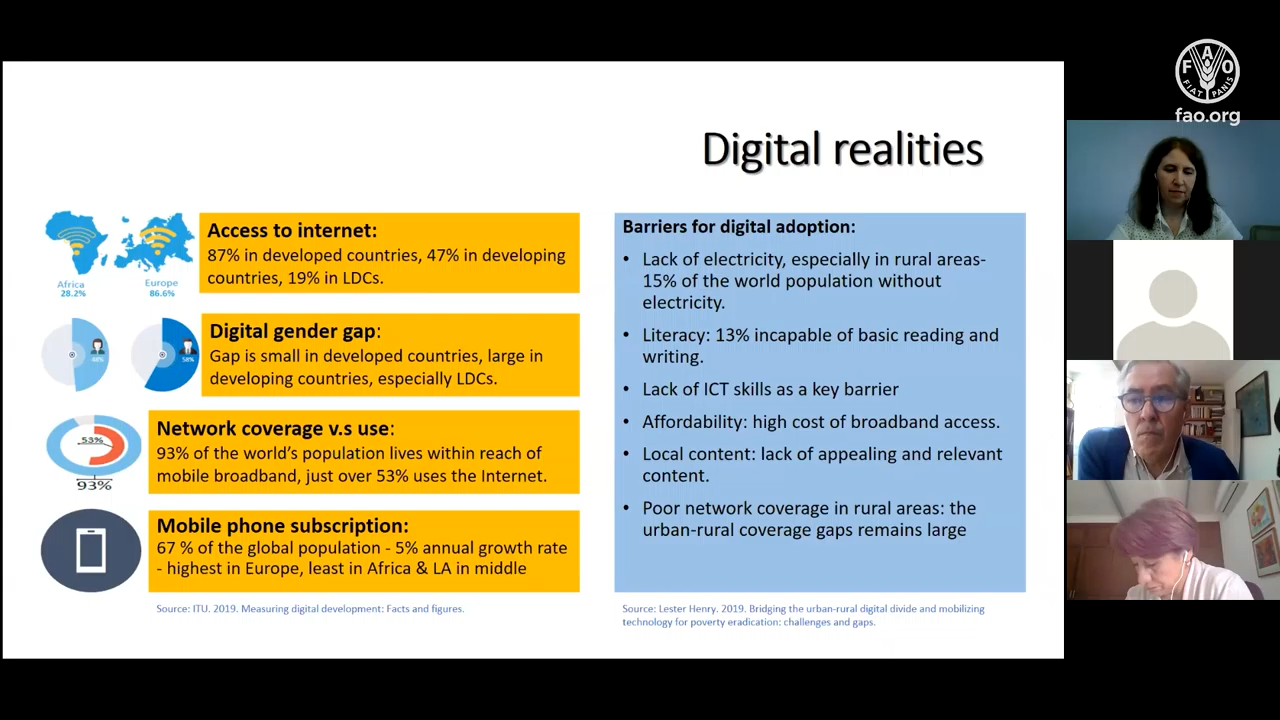 FAO
FIAT PANIS
fao.org
Digital realities
Africa
28.2%
Europe
86.6%
Access to internet:
87% in developed countries, 47% in developing
countries, 19% in LDCs.
48%
58%
Digital gender gap:
Gap is small in developed countries, large in
developing countries, especially LDCs.
53%
93%
Network coverage v.s use:
93% of the world's population lives within reach of
mobile broadband, just over 53% uses the Internet.
Mobile phone subscription:
67 % of the global population - 5% annual growth rate
- highest in Europe, least in Africa & LA in middle
Source: ITU. 2019. Measuring digital development: Facts and figures.
Barriers for digital adoption:
• Lack of electricity, especially in rural areas-
15% of the world population without
electricity.
• Literacy: 13% incapable of basic reading and
writing.
• Lack of ICT skills as a key barrier
• Affordability: high cost of broadband access.
• Local content: lack of appealing and relevant
content.
• Poor network coverage in rural areas: the
urban-rural coverage gaps remains large
Source: Lester Henry. 2019. Bridging the urban-rural digital divide and mobilizing
technology for poverty eradication: challenges and gaps.